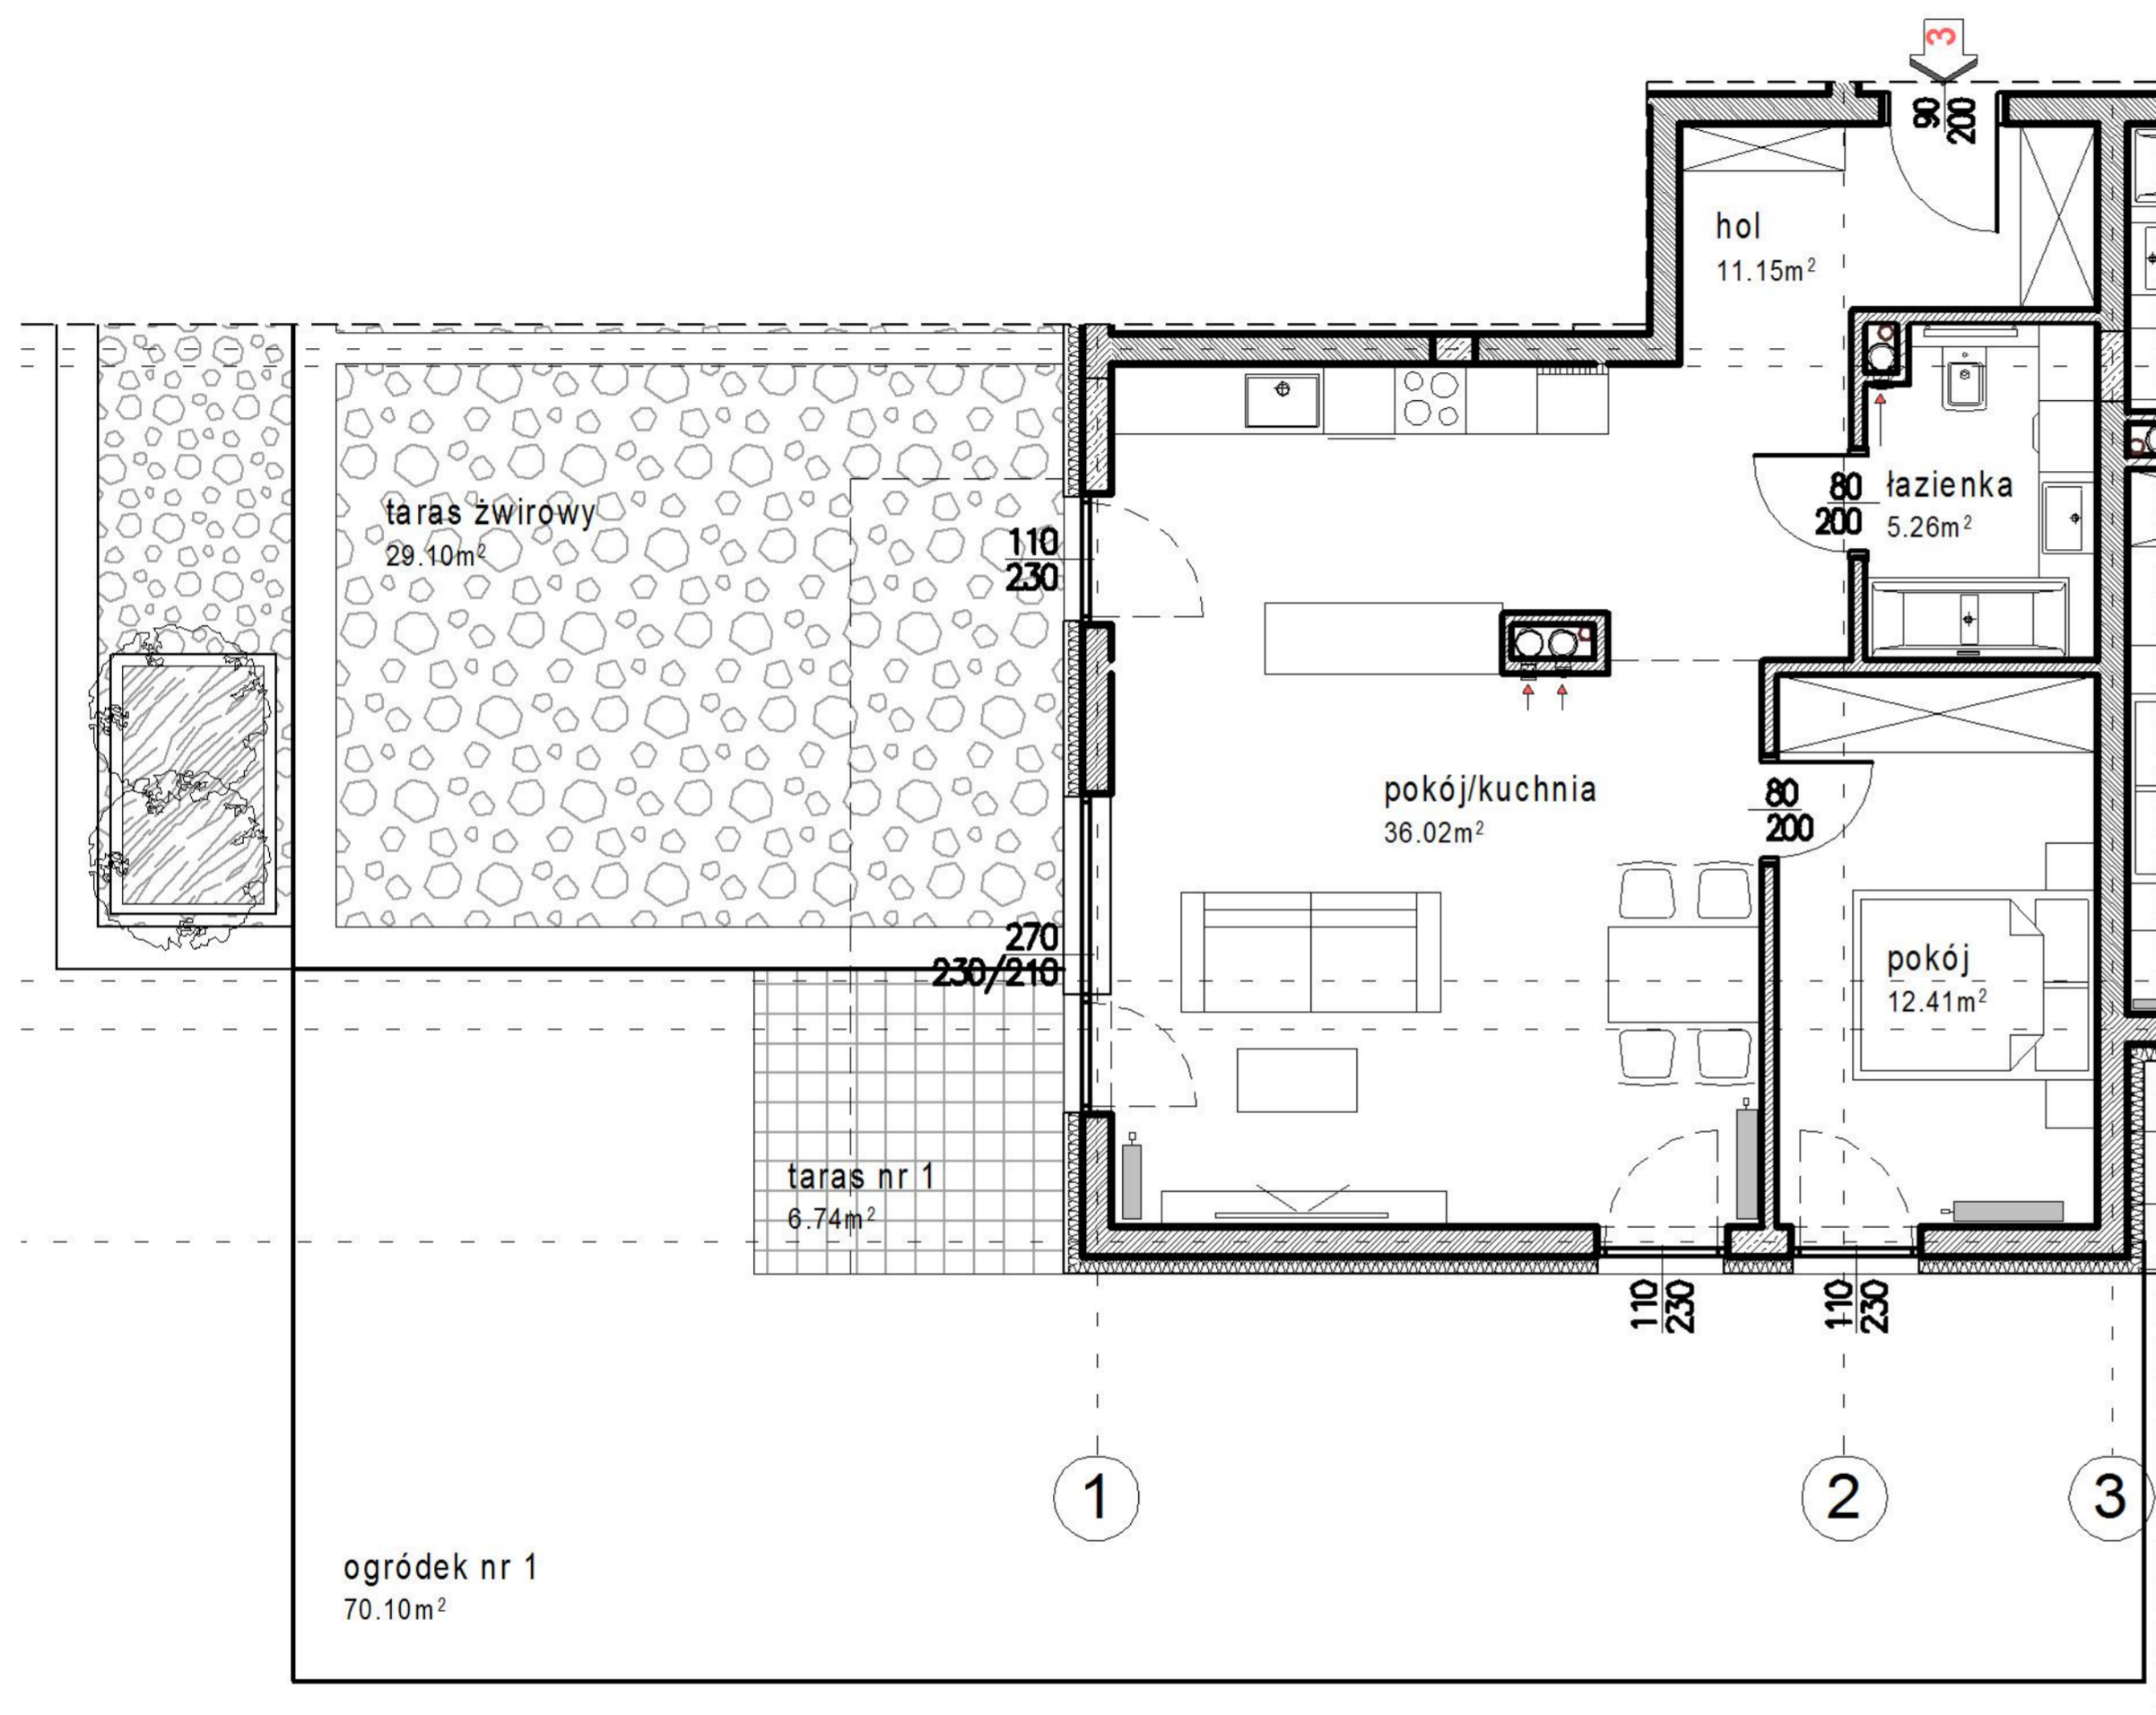 3
90
200
hol
11.15m²
80
200
łazienka
5.26m²
taras żwirowy
29.10m²
110
230
pokój/kuchnia
36.02m²
80
200
270
230/210
pokój
12.41m²
taras nr 1
6.74m²
110
230
110
230
1
2
3
ogródek nr 1
70.10m²